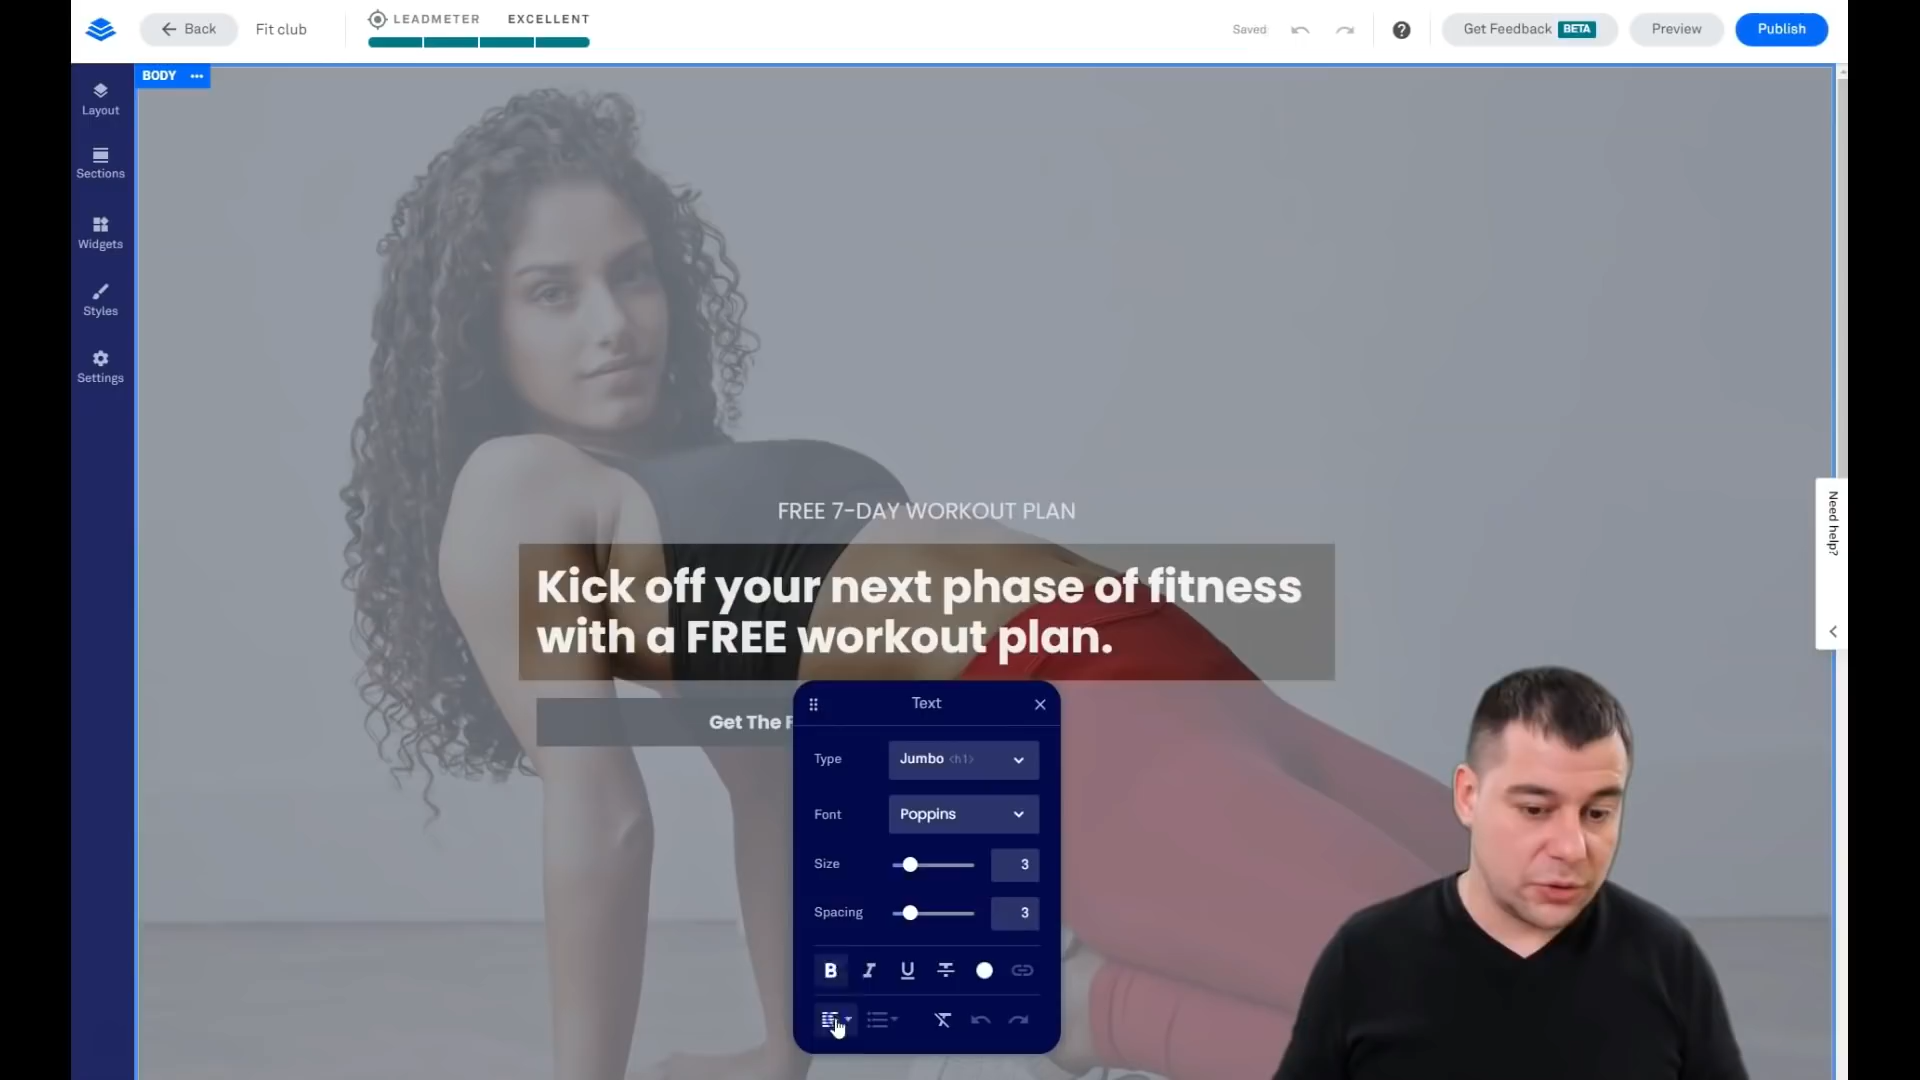 Back
Fit club
LEADMETER
EXCELLENT
Saved
Get Feedback BETA
Preview
Publish
BODY
Layout
Sections
Widgets
Styles
Settings
FREE 7-DAY WORKOUT PLAN
Kick off your next phase of fitness
with a FREE workout plan.
Get The F
Text
Type
Jumbo <h1>
Font
Poppins
Size
3
Spacing
3
B I U
Need help?